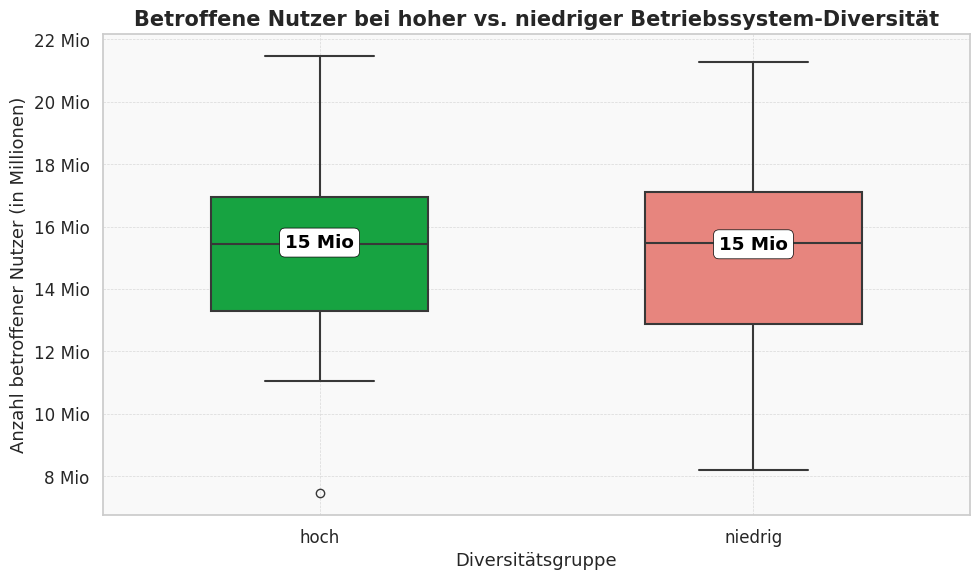 Betroffene Nutzer bei hoher vs. niedriger Betriebssystem-Diversität
Anzahl betroffener Nutzer (in Millionen)
22 Mio
20 Mio
18 Mio
16 Mio
14 Mio
12 Mio
10 Mio
8 Mio
15 Mio
15 Mio
hoch
niedrig
Diversitätsgruppe